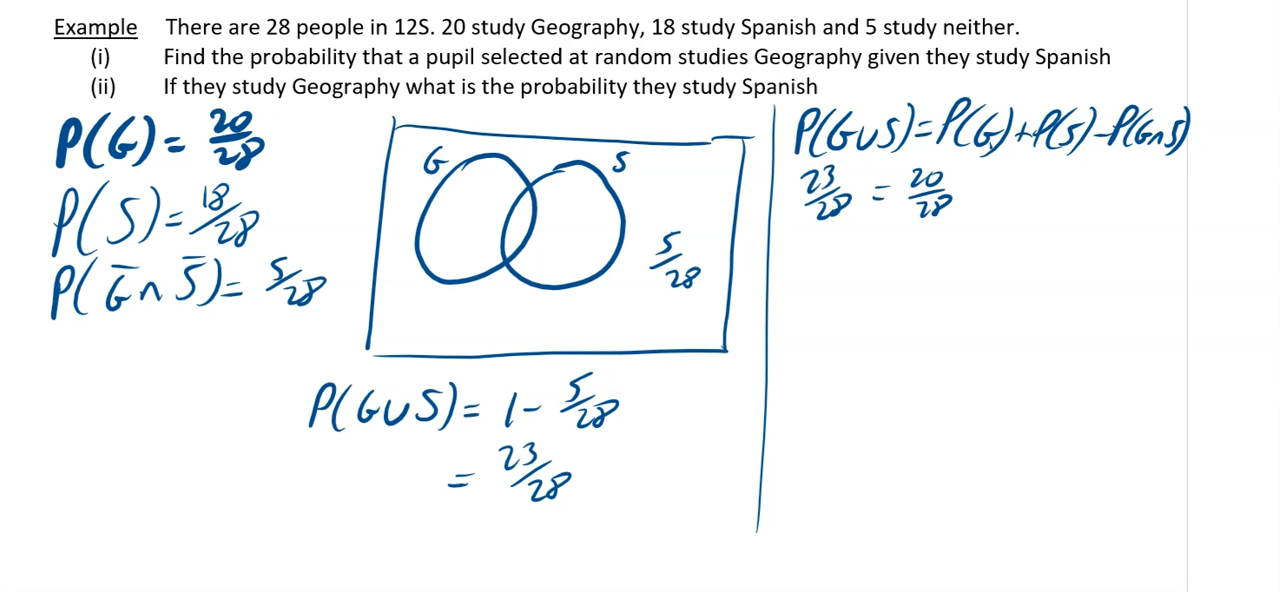 Example There are 28 people in 12S. 20 study Geography, 18 study Spanish and 5 study neither.
(i) Find the probability that a pupil selected at random studies Geography given they study Spanish
(ii) If they study Geography what is the probability they study Spanish
P(G) = 20/28
P(S) = 18/28
P(G̅ ∩ S̅) = 5/28
G S
5/28
P(G∪S) = 1 - 5/28
= 23/28
P(G∪S) = P(G) + P(S) - P(G∩S)
23/28 = 20/28